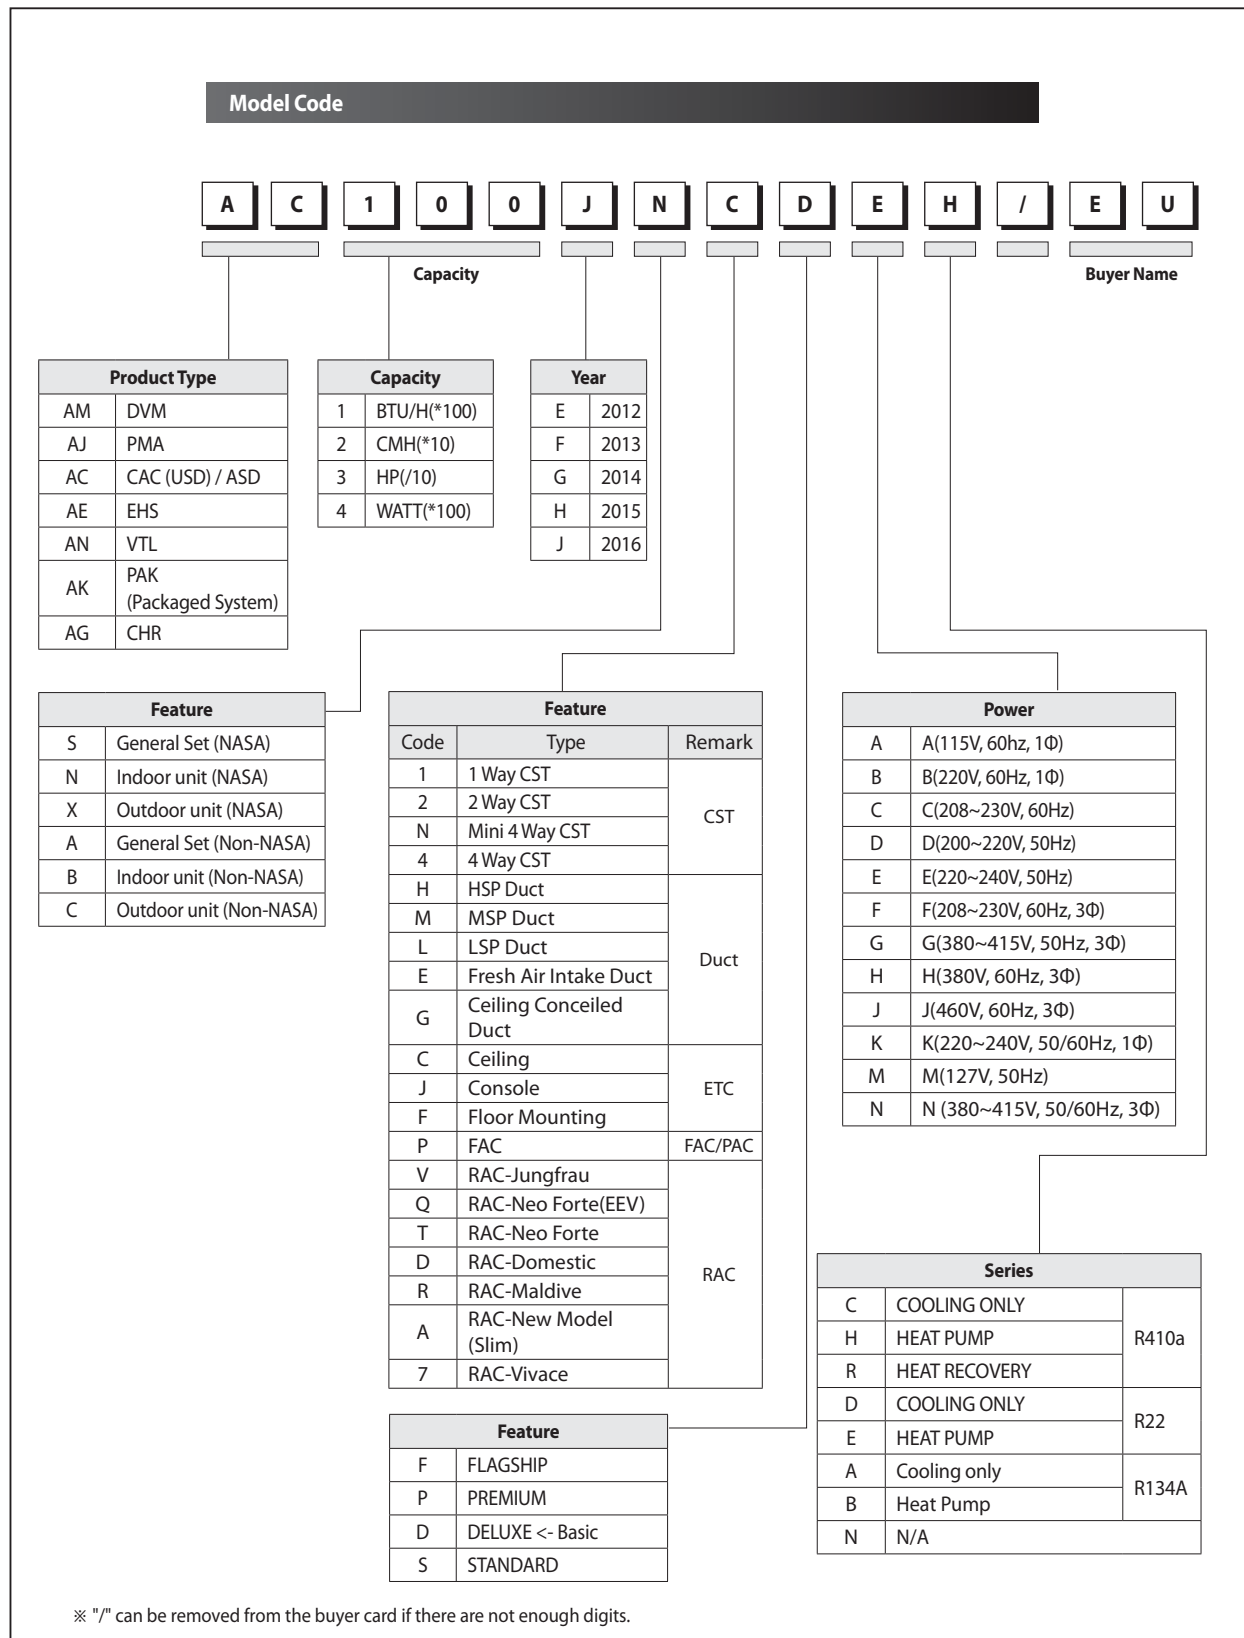 Model Code
A C 1 0 0 J N C D E H / E U
Capacity
Buyer Name
Product Type
AM DVM
AJ PMA
AC CAC (USD) / ASD
AE EHS
AN VTL
AK PAK
(Packaged System)
AG CHR
Capacity
1 BTU/H(*100)
2 CMH(*10)
3 HP(/10)
4 WATT(*100)
Year
E 2012
F 2013
G 2014
H 2015
J 2016
Feature
S General Set (NASA)
N Indoor unit (NASA)
X Outdoor unit (NASA)
A General Set (Non-NASA)
B Indoor unit (Non-NASA)
C Outdoor unit (Non-NASA)
Feature
Code Type Remark
1 1 Way CST
2 2 Way CST
CST
N Mini 4 Way CST
4 4 Way CST
H HSP Duct
M MSP Duct
L LSP Duct
Duct
E Fresh Air Intake Duct
G Ceiling Conceiled
Duct
C Ceiling
J Console ETC
F Floor Mounting
P FAC FAC/PAC
V RAC-Jungfrau
Q RAC-Neo Forte(EEV)
T RAC-Neo Forte
D RAC-Domestic
RAC
R RAC-Maldive
A RAC-New Model
(Slim)
7 RAC-Vivace
Feature
F FLAGSHIP
P PREMIUM
D DELUXE <- Basic
S STANDARD
Power
A A(115V, 60hz, 1Φ)
B B(220V, 60Hz, 1Φ)
C C(208~230V, 60Hz)
D D(200~220V, 50Hz)
E E(220~240V, 50Hz)
F F(208~230V, 60Hz, 3Φ)
G G(380~415V, 50Hz, 3Φ)
H H(380V, 60Hz, 3Φ)
J J(460V, 60Hz, 3Φ)
K K(220~240V, 50/60Hz, 1Φ)
M M(127V, 50Hz)
N N (380~415V, 50/60Hz, 3Φ)
Series
C COOLING ONLY
H HEAT PUMP R410a
R HEAT RECOVERY
D COOLING ONLY
R22
E HEAT PUMP
A Cooling only
R134A
B Heat Pump
N N/A
※ "/" can be removed from the buyer card if there are not enough digits.